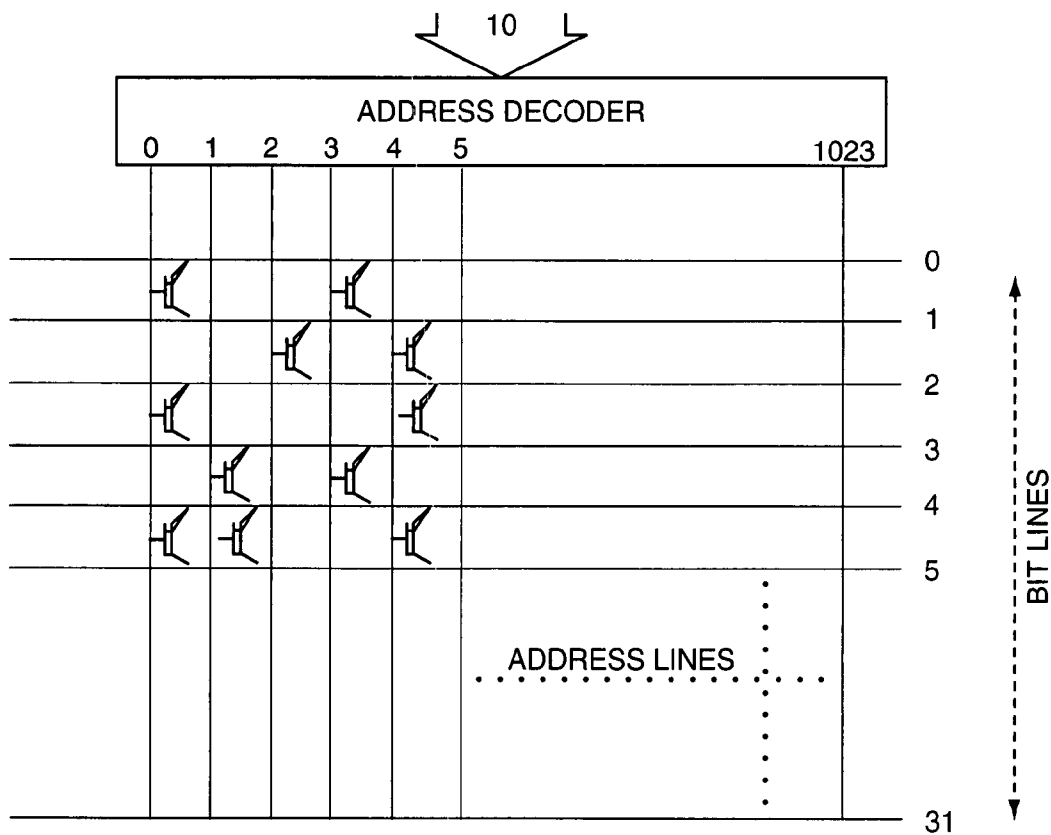 10
ADDRESS DECODER
0 1 2 3 4 5 1023
0
1
2
3
4
5
BIT LINES
ADDRESS LINES
31